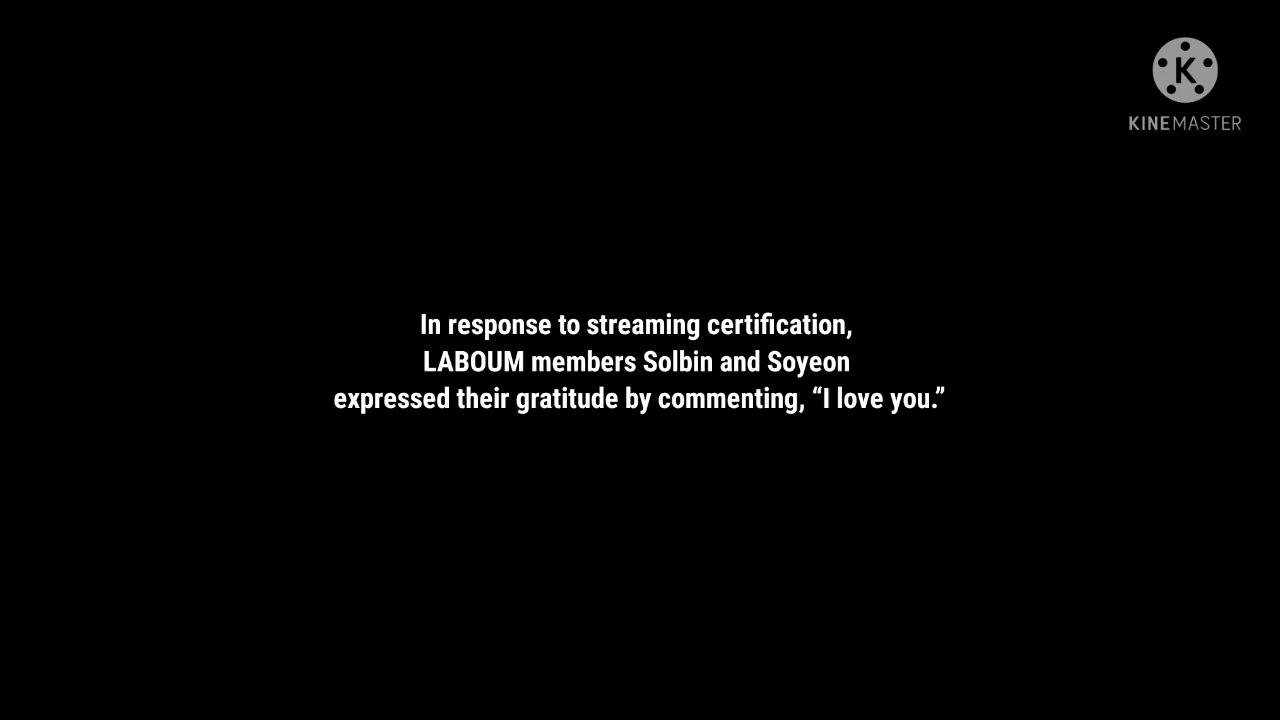 K
KINEMASTER
In response to streaming certification,
LABOUM members Solbin and Soyeon
expressed their gratitude by commenting, “I love you.”